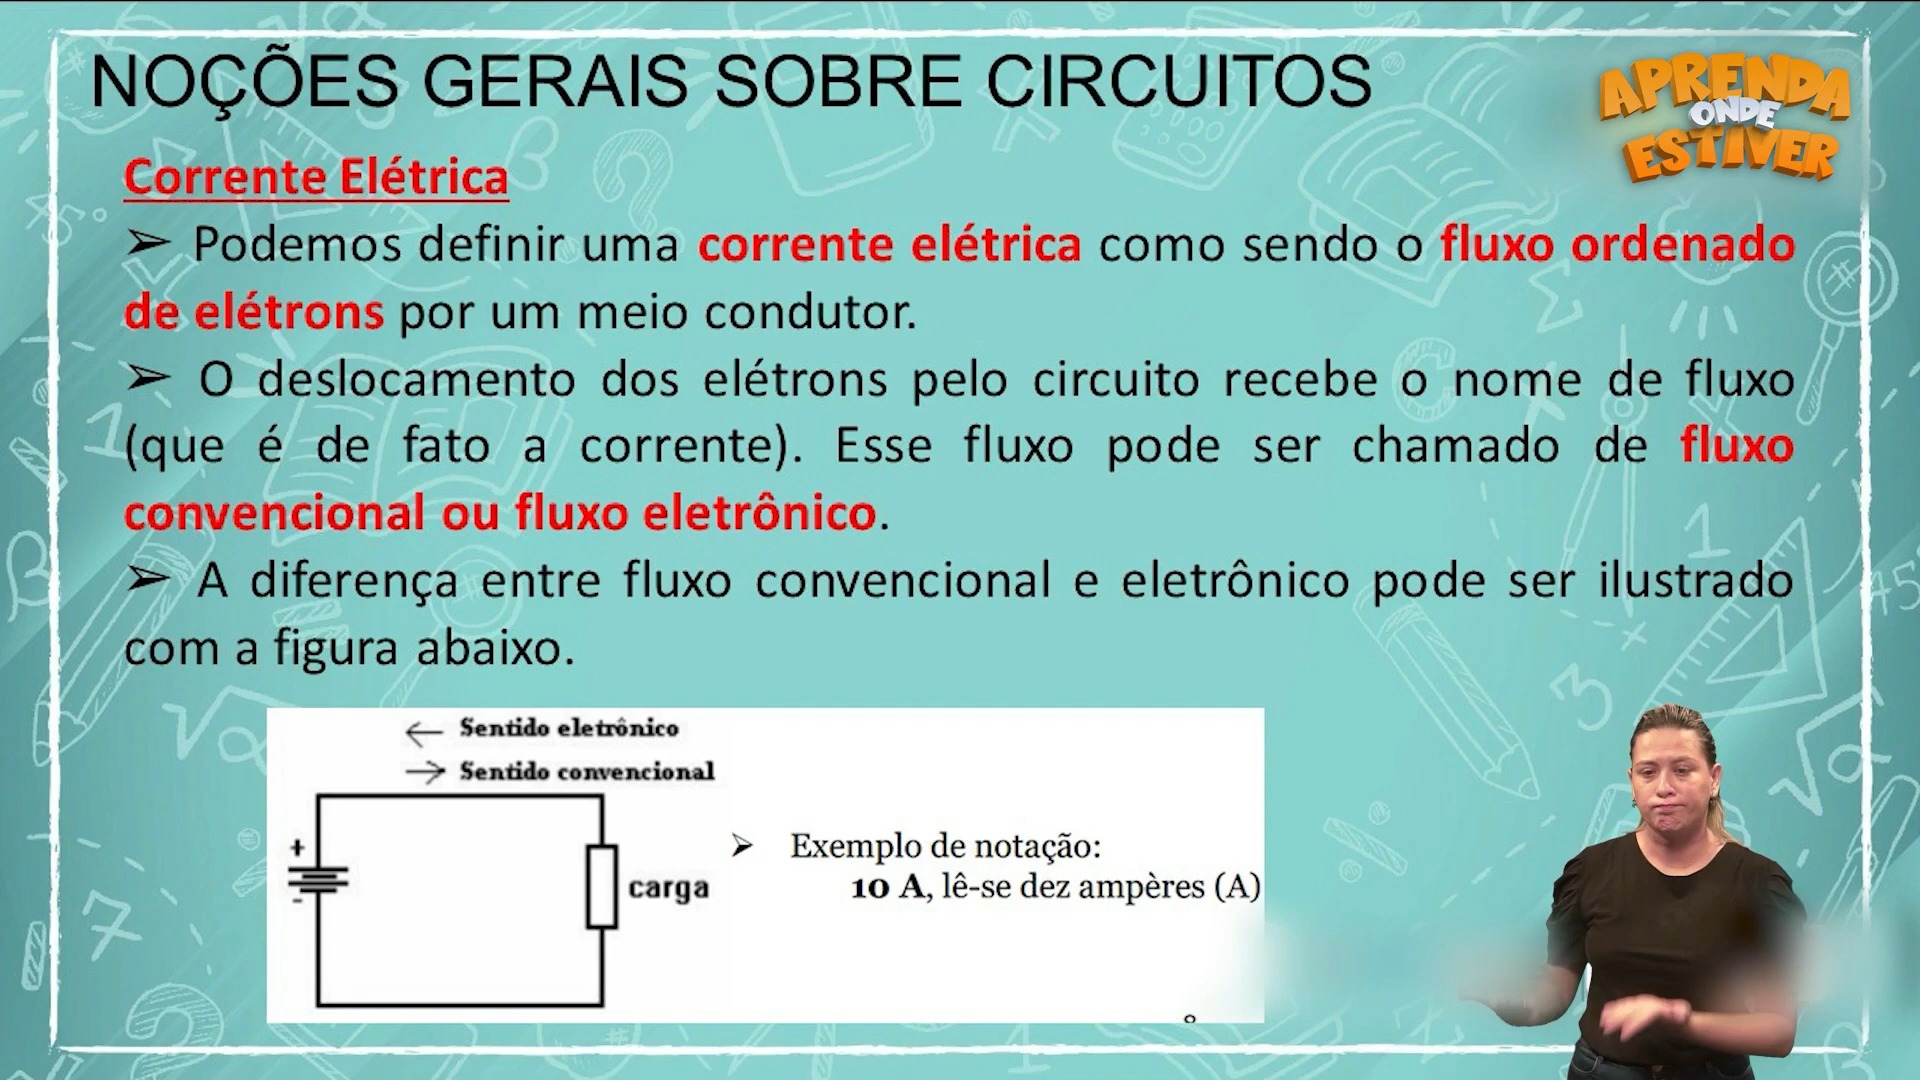 NOÇÕES GERAIS SOBRE CIRCUITOS
APRENDA
ONDE
ESTIVER
Corrente Elétrica
➢ Podemos definir uma corrente elétrica como sendo o fluxo ordenado
de elétrons por um meio condutor.
➢ O deslocamento dos elétrons pelo circuito recebe o nome de fluxo
(que é de fato a corrente). Esse fluxo pode ser chamado de fluxo
convencional ou fluxo eletrônico.
➢ A diferença entre fluxo convencional e eletrônico pode ser ilustrado
com a figura abaixo.
← Sentido eletrônico
→ Sentido convencional
+
-
carga
➢ Exemplo de notação:
10 A, lê-se dez ampères (A)